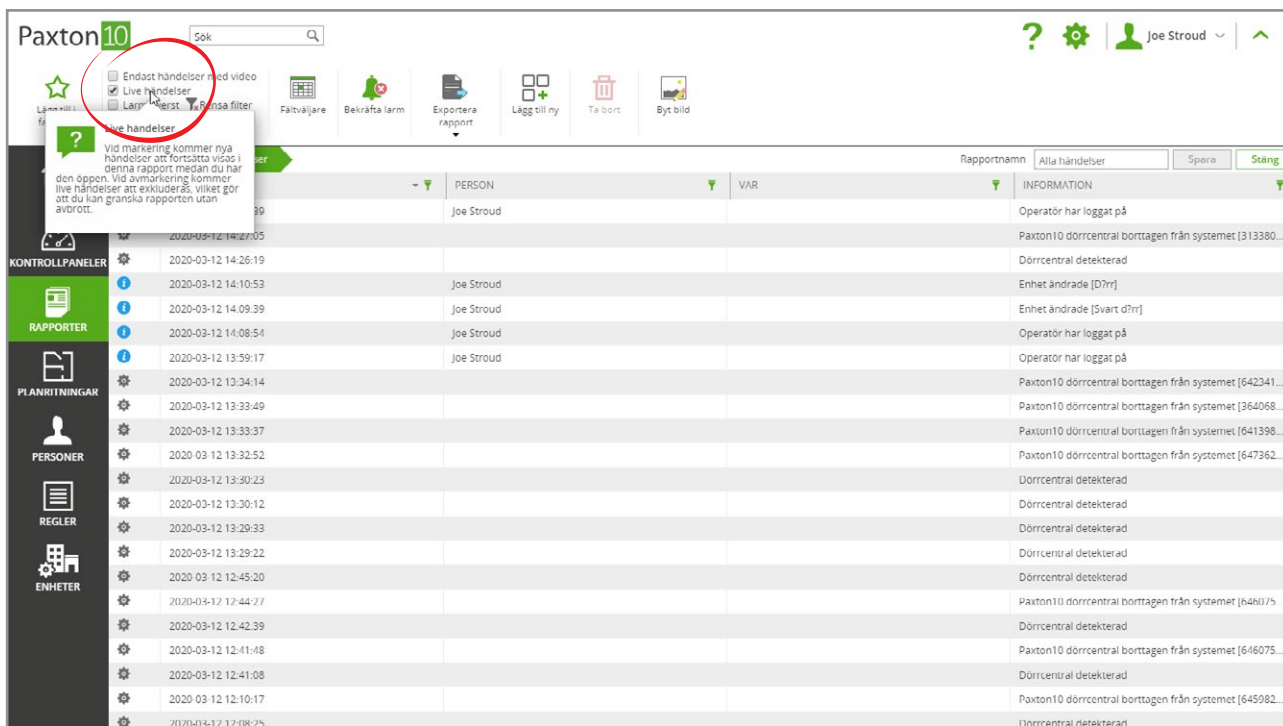 Paxton 10
Sök
Joe Stroud
Endast händelser med video
Live händelser
Rensa filter
Fältväljare
Bekräfta larm
Exportera rapport
Lägg till ny
Ta bort
Byt bild
Live handelser
Vid markering kommer nya
händelser att fortsätta visas i
denna rapport medan du har
den öppen. Vid avmarkering kommer
live händelser att exkluderas, vilket gör
att du kan granska rapporten utan
avbrott.
Rapportnamn Alla händelser Spara Stäng
PERSON VAR INFORMATION
Joe Stroud Operatör har loggat på
2020-03-12 14:27:05 Paxton10 dörrcentral borttagen från systemet [313380...
2020-03-12 14:26:19 Dörrcentral detekterad
2020-03-12 14:10:53 Joe Stroud Enhet ändrade [D?rr]
2020-03-12 14.09.39 Joe Stroud Enhet ändrade [Svart d?rr]
2020-03-12 14:08:54 Joe Stroud Operatör har loggat på
2020-03-12 13:59:17 Joe Stroud Operatör har loggat på
2020-03-12 13:34:14 Paxton10 dörrcentral borttagen från systemet [642341...
2020-03-12 13:33:49 Paxton10 dörrcentral borttagen från systemet [364068...
2020-03-12 13:33:37 Paxton10 dörrcentral borttagen från systemet [641398...
2020-03-12 13:32:52 Paxton10 dörrcentral borttagen från systemet [647362...
2020-03-12 13:30:23 Dörrcentral detekterad
2020-03-12 13:30:12 Dörrcentral detekterad
2020-03-12 13:29:33 Dörrcentral detekterad
2020-03-12 13:29:22 Dörrcentral detekterad
2020-03-12 12:45:20 Dörrcentral detekterad
2020-03-12 12:44:27 Paxton10 dörrcentral borttagen från systemet [646075...
2020-03-12 12.42.39 Dörrcentral detekterad
2020-03-12 12:41:48 Paxton10 dörrcentral borttagen från systemet [646075...
2020-03-12 12:41:08 Dörrcentral detekterad
2020-03-12 12:10:17 Paxton10 dörrcentral borttagen från systemet [645982...
2020-03-12 12:08:25 Dörrcentral detekterad
KONTROLLPANELER
RAPPORTER
PLANRITNINGAR
PERSONER
REGLER
ENHETER